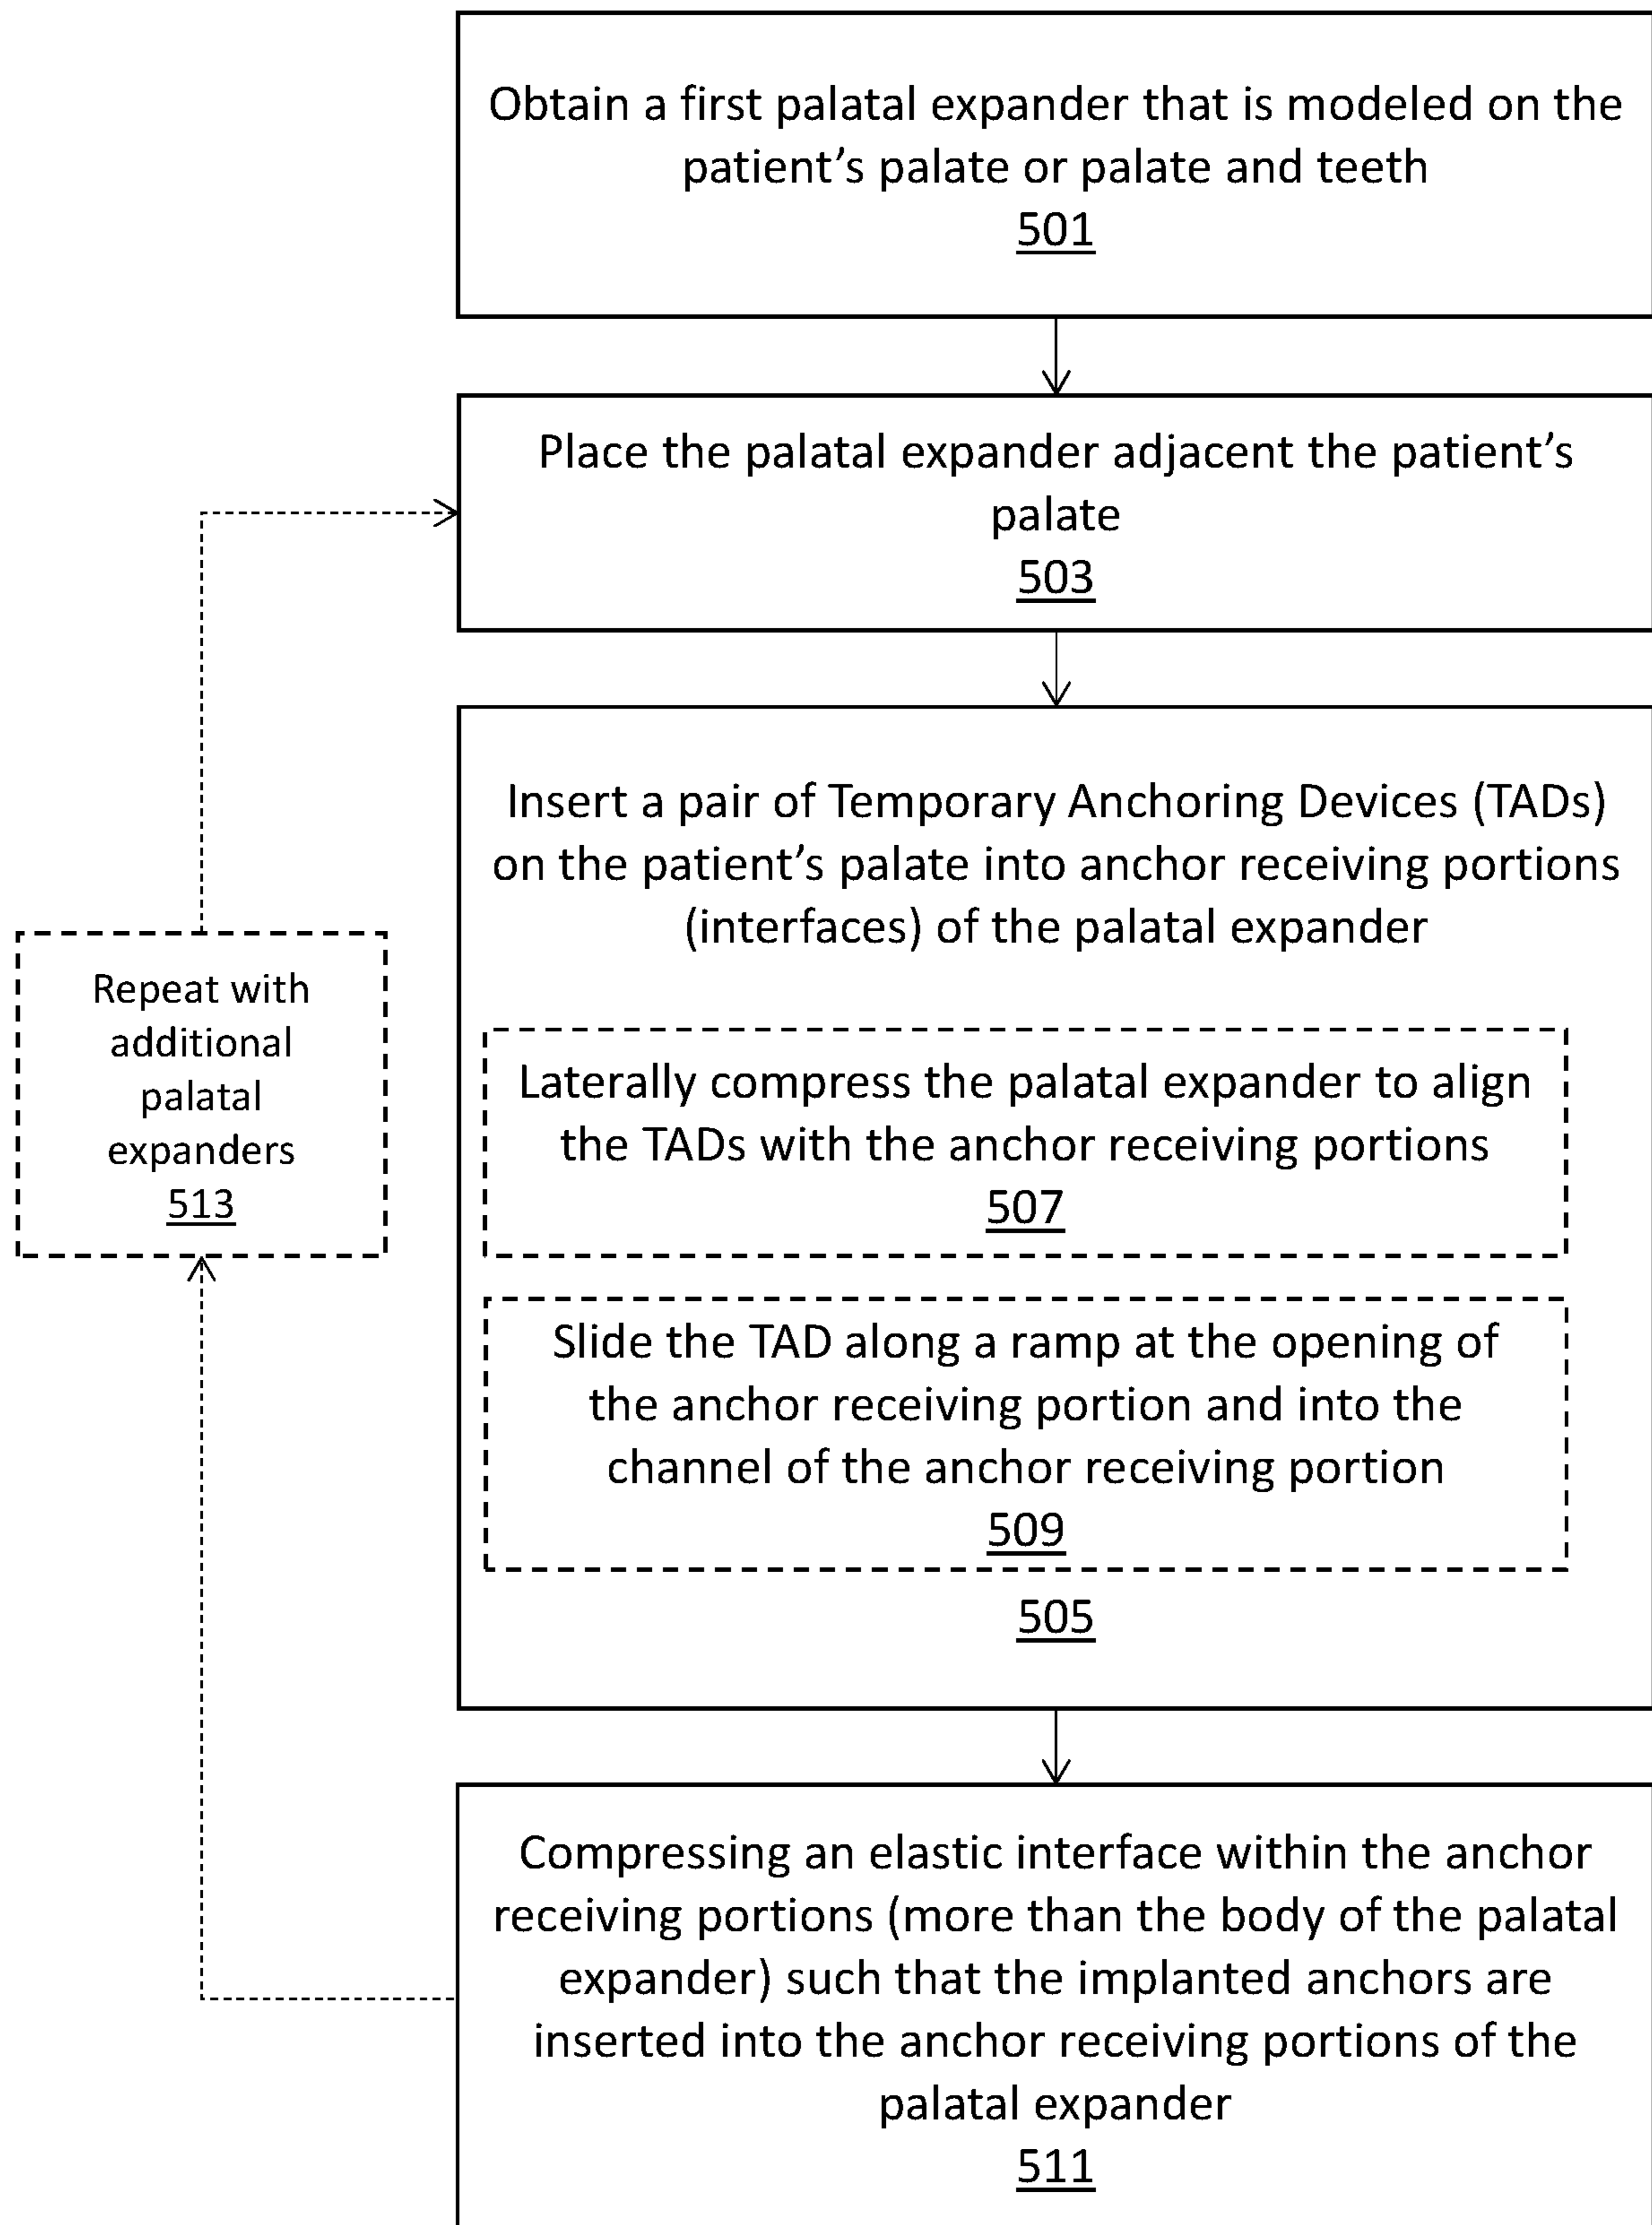 Obtain a first palatal expander that is modeled on the
patient’s palate or palate and teeth
501
Place the palatal expander adjacent the patient’s
palate
503
Insert a pair of Temporary Anchoring Devices (TADs)
on the patient’s palate into anchor receiving portions
(interfaces) of the palatal expander
Laterally compress the palatal expander to align
the TADs with the anchor receiving portions
507
Slide the TAD along a ramp at the opening of
the anchor receiving portion and into the
channel of the anchor receiving portion
509
505
Compressing an elastic interface within the anchor
receiving portions (more than the body of the palatal
expander) such that the implanted anchors are
inserted into the anchor receiving portions of the
palatal expander
511
Repeat with
additional
palatal
expanders
513